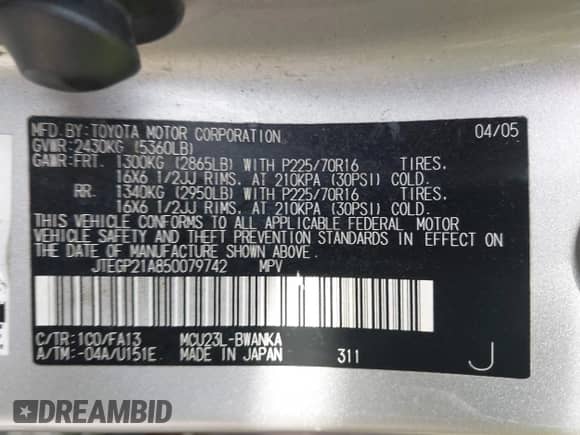 MFD.BY:TOYOTA MOTOR CORPORATION 04/05
GVWR:2430KG (5360LB)
GAWR:FRT. 1300KG (2865LB) WITH P225/70R16 TIRES.
16X6 1/2JJ RIMS, AT 210KPA (30PSI) COLD.
RR. 1340KG (2950LB) WITH P225/70R16 TIRES.
16X6 1/2JJ RIMS, AT 210KPA (30PSI) COLD.
THIS VEHICLE CONFORMS TO ALL APPLICABLE FEDERAL MOTOR
VEHICLE SAFETY AND THEFT PREVENTION STANDARDS IN EFFECT ON
THE DATE OF MANUFACTURE SHOWN ABOVE.
JTEGP21A850079742 MPV
C/TR:1C0/FA13 MCU23L-BWANKA
A/TM:-04A/U151E MADE IN JAPAN 311 J
DREAMBID